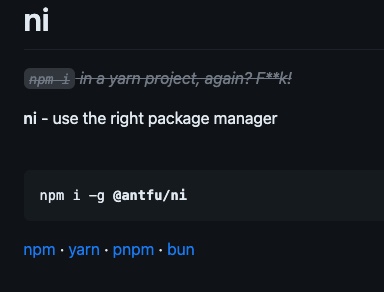 ni
npm i in a yarn project, again? F**k!
ni - use the right package manager
npm i -g @antfu/ni
npm · yarn · pnpm · bun